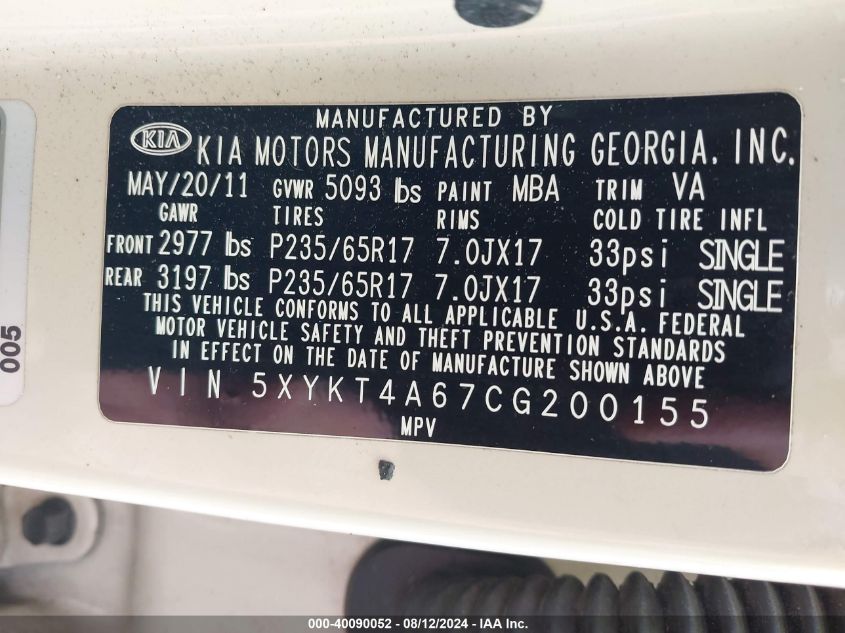 MANUFACTURED BY
KIA KIA MOTORS MANUFACTURING GEORGIA, INC.
MAY/20/11 GVWR 5093 lbs PAINT MBA TRIM VA
GAWR TIRES RIMS COLD TIRE INFL
FRONT 2977 lbs P235/65R17 7.0JX17 33psi SINGLE
REAR 3197 lbs P235/65R17 7.0JX17 33psi SINGLE
THIS VEHICLE CONFORMS TO ALL APPLICABLE U.S.A. FEDERAL
MOTOR VEHICLE SAFETY AND THEFT PREVENTION STANDARDS
IN EFFECT ON THE DATE OF MANUFACTURE SHOWN ABOVE
VIN 5XYKT4A67CG200155
MPV
005
000-40090052 - 08/12/2024 - IAA Inc.